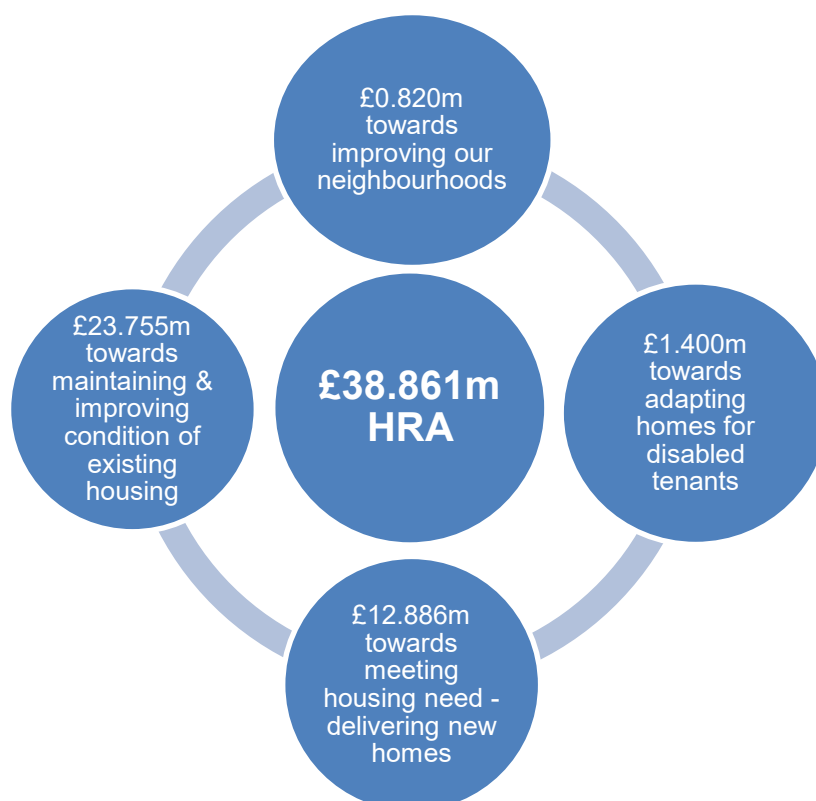 £0.820m
towards
improving our
neighbourhoods
£23.755m
towards
maintaining &
improving
condition of
existing
housing
£38.861m
HRA
£1.400m
towards
adapting
homes for
disabled
tenants
£12.886m
towards
meeting
housing need -
delivering new
homes